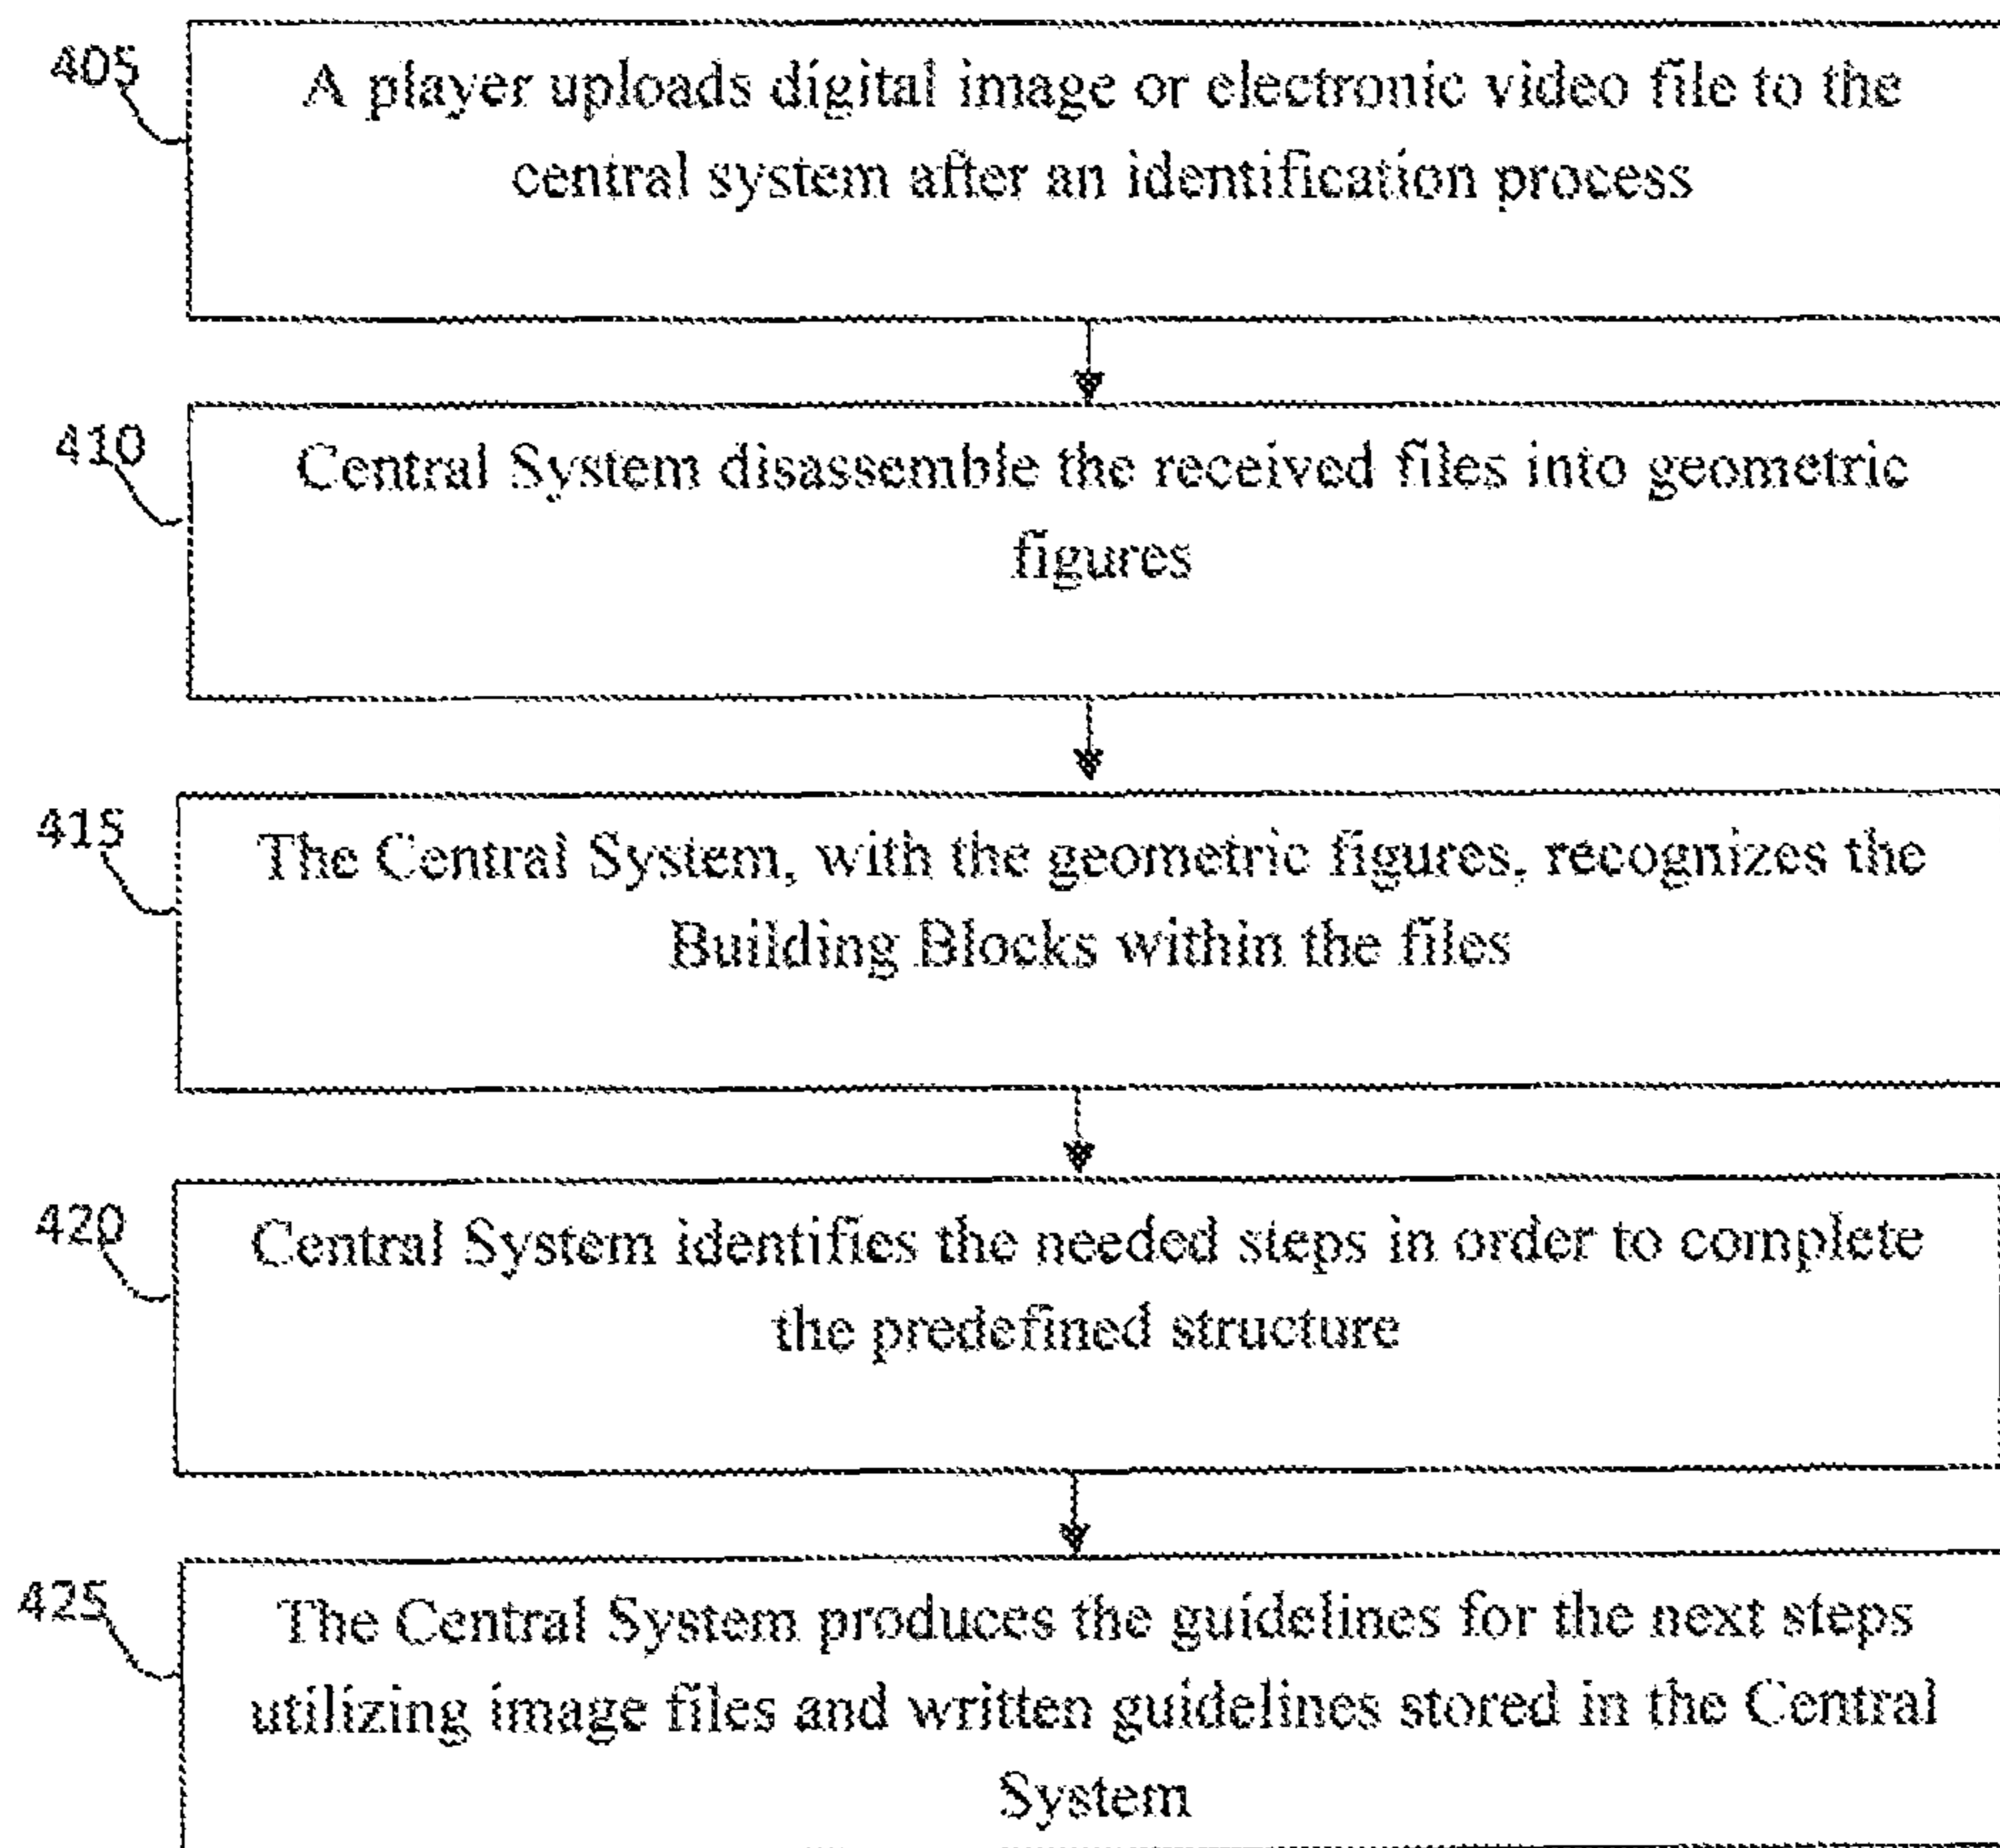 405
A player uploads digital image or electronic video file to the
central system after an identification process
410
Central System disassemble the received files into geometric
figures
415
The Central System, with the geometric figures, recognizes the
Building Blocks within the files
420
Central System identifies the needed steps in order to complete
the predefined structure
425
The Central System produces the guidelines for the next steps
utilizing image files and written guidelines stored in the Central
System